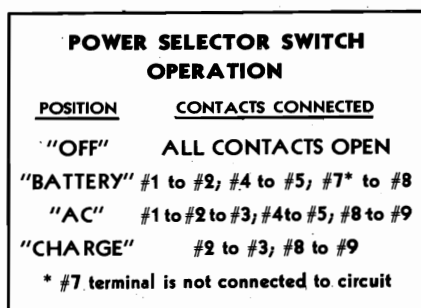 POWER SELECTOR SWITCH
OPERATION
POSITION CONTACTS CONNECTED
"OFF" ALL CONTACTS OPEN
"BATTERY" #1 to #2; #4 to #5; #7* to #8
"AC" #1 to #2 to #3; #4 to #5; #8 to #9
"CHARGE" #2 to #3; #8 to #9
* #7 terminal is not connected to circuit